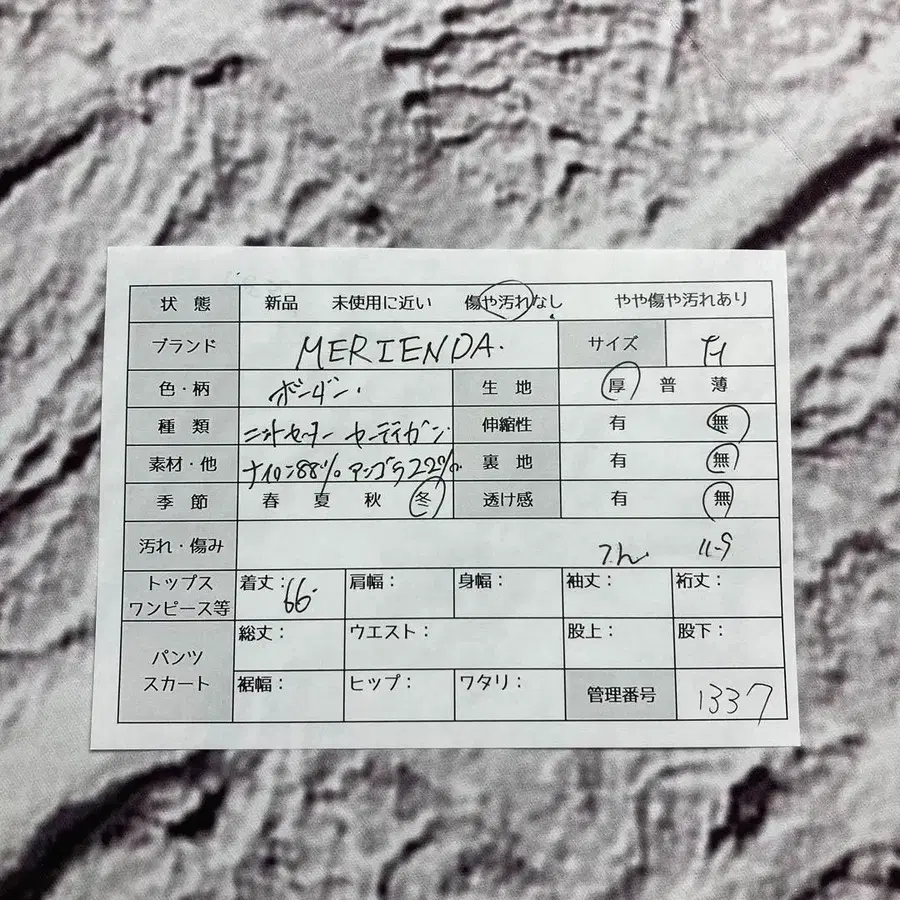 状態 新品 未使用に近い 傷や汚れなし やや傷や汚れあり
ブランド MERIENDA. サイズ
色・柄 ボーダー. 生地 厚 普 薄
種類 ニットセーター カーディガン 伸縮性 有 無
素材・他 ナイロン88% アンゴラ22% 裏地 有 無
季節 春 夏 秋 冬 透け感 有 無
汚れ・傷み 11-9
トップス ワンピース等 着丈: 66. 肩幅: 身幅: 袖丈: 裄丈:
パンツ スカート 総丈: ウエスト: 股上: 股下:
裾幅: ヒップ: ワタリ: 管理番号 1337